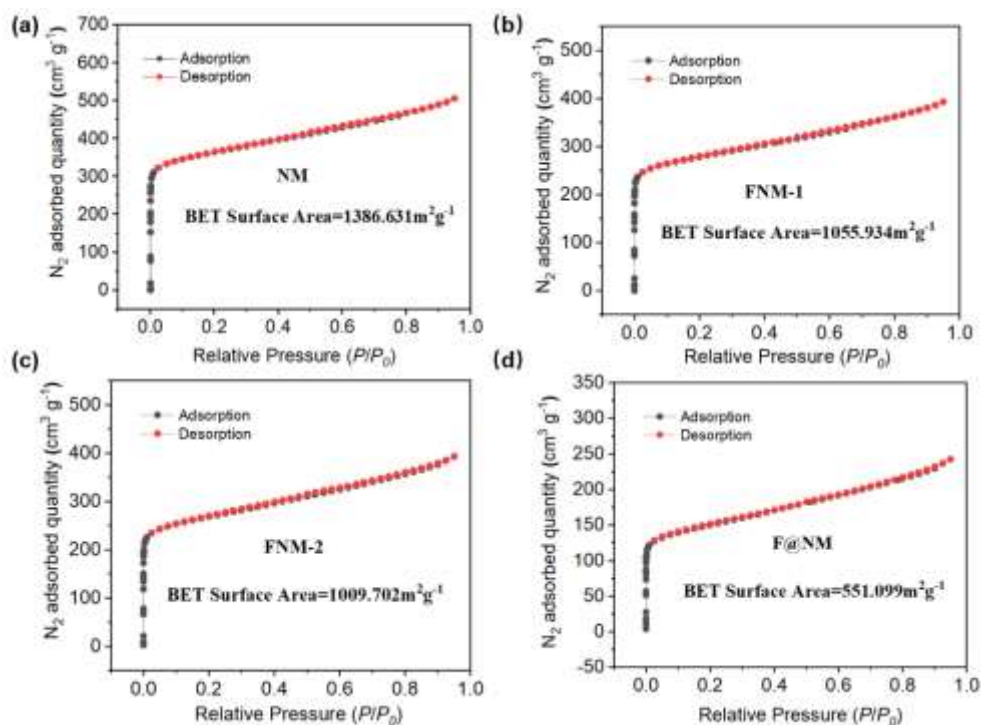 (a)
700
600
500
400
300
200
100
0
N₂ adsorbed quantity (cm³ g⁻¹)
Adsorption
Desorption
NM
BET Surface Area=1386.631m²g⁻¹
0.0 0.2 0.4 0.6 0.8 1.0
Relative Pressure (P/P₀)
(b)
500
400
300
200
100
0
N₂ adsorbed quantity (cm³ g⁻¹)
Adsorption
Desorption
FNM-1
BET Surface Area=1055.934m²g⁻¹
0.0 0.2 0.4 0.6 0.8 1.0
Relative Pressure (P/P₀)
(c)
500
400
300
200
100
0
N₂ adsorbed quantity (cm³ g⁻¹)
Adsorption
Desorption
FNM-2
BET Surface Area=1009.702m²g⁻¹
0.0 0.2 0.4 0.6 0.8 1.0
Relative Pressure (P/P₀)
(d)
350
300
250
200
150
100
50
0
-50
N₂ adsorbed quantity (cm³ g⁻¹)
Adsorption
Desorption
F@NM
BET Surface Area=551.099m²g⁻¹
0.0 0.2 0.4 0.6 0.8 1.0
Relative Pressure (P/P₀)